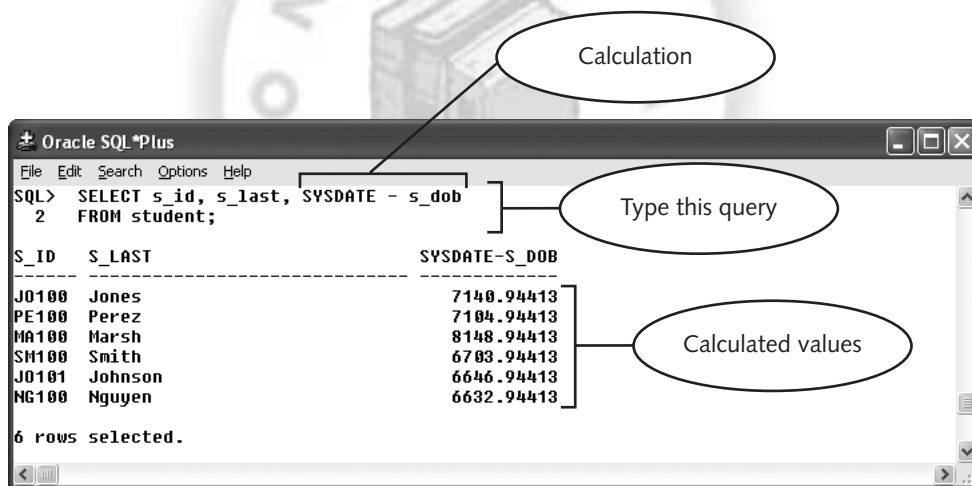 Calculation
Oracle SQL*Plus
File Edit Search Options Help
SQL> SELECT s_id, s_last, SYSDATE - s_dob
2 FROM student;
Type this query
S_ID S_LAST SYSDATE-S_DOB
------ ------------------------------ -------------
JO100 Jones 7140.94413
PE100 Perez 7104.94413
MA100 Marsh 8148.94413
SM100 Smith 6703.94413
JO101 Johnson 6646.94413
NG100 Nguyen 6632.94413
Calculated values
6 rows selected.